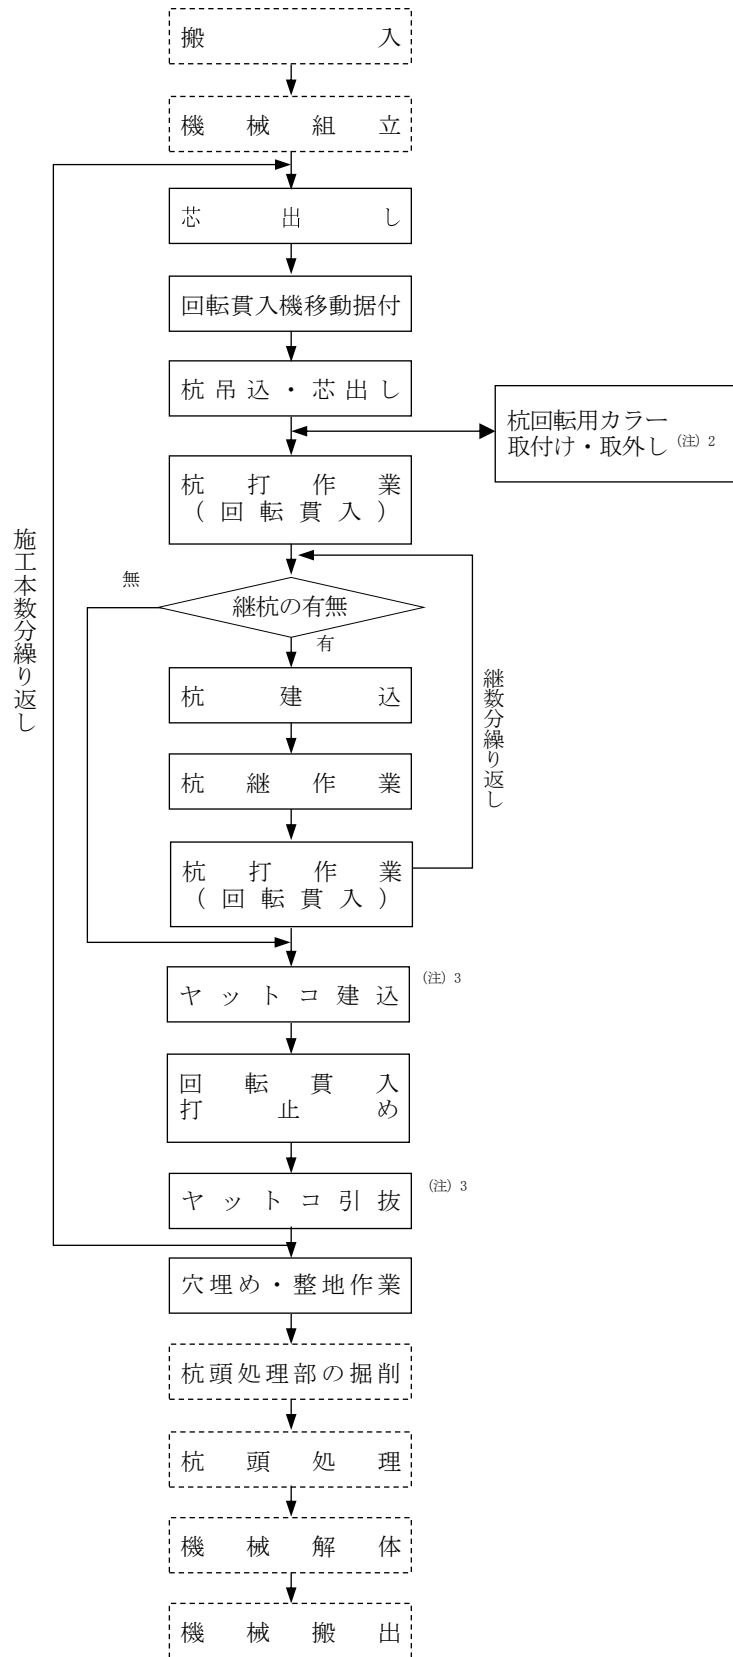 搬入
機械組立
芯出し
回転貫入機移動据付
杭吊込・芯出し
杭回転用カラー
取付け・取外し (注) 2
杭打作業
(回転貫入)
無
継杭の有無
有
杭建込
杭継作業
杭打作業
(回転貫入)
継数分繰り返し
施工本数分繰り返し
ヤットコ建込
(注) 3
回転貫入
打止め
ヤットコ引抜
(注) 3
穴埋め・整地作業
杭頭処理部の掘削
杭頭処理
機械解体
機械搬出